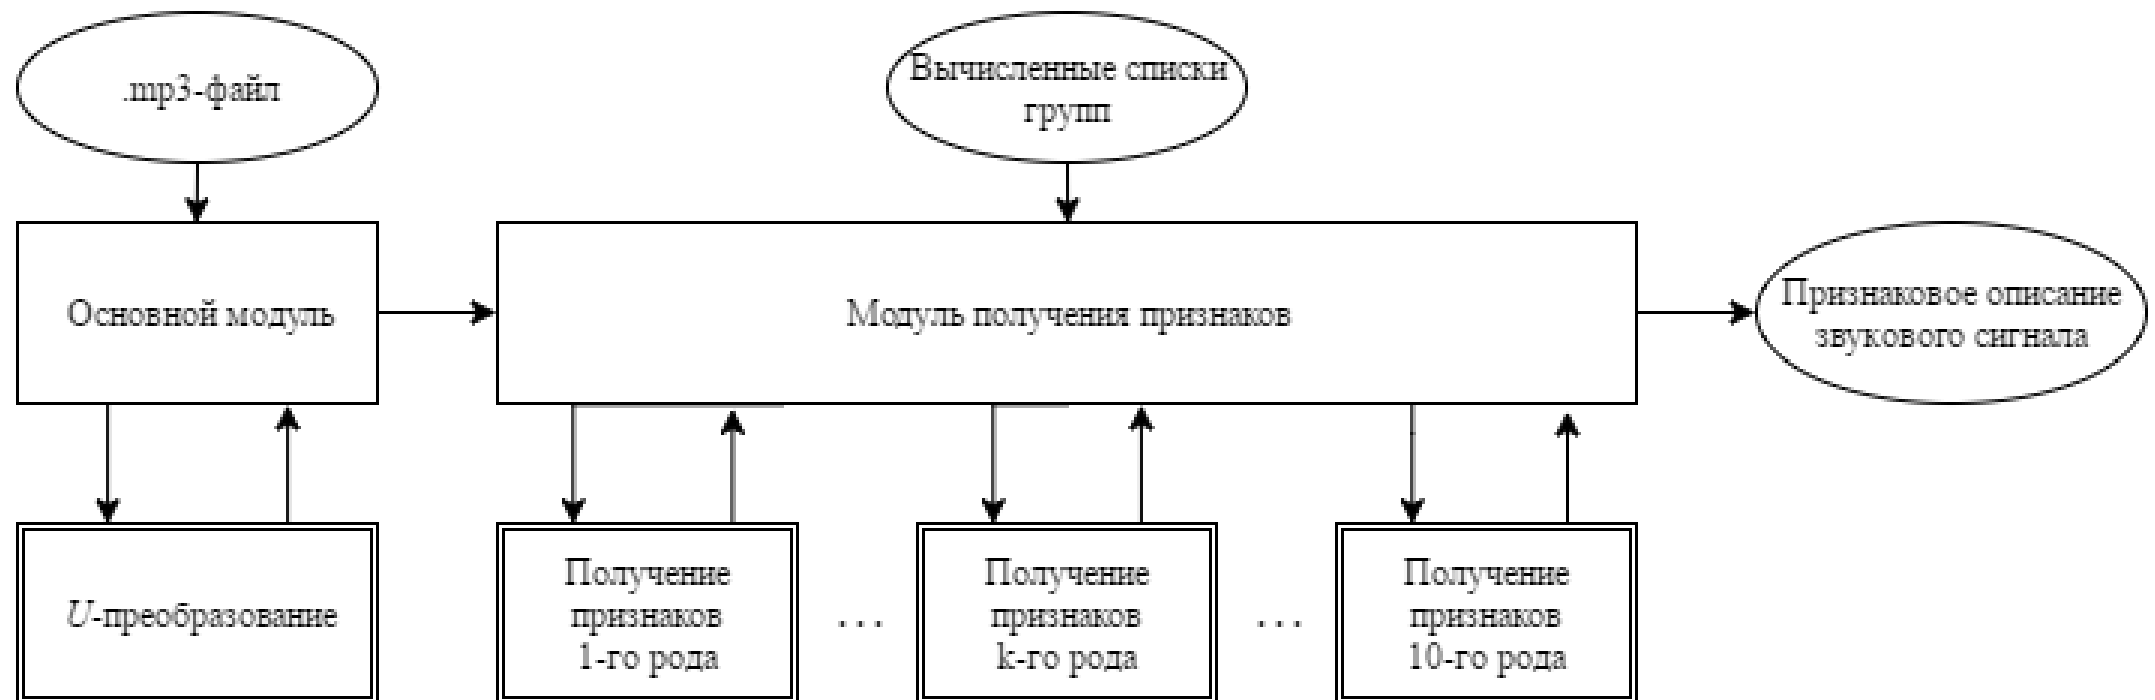 .mp3-файл
Вычисленные списки
групп
Основной модуль
Модуль получения признаков
Признаковое описание
звукового сигнала
U-преобразование
Получение
признаков
1-го рода
...
Получение
признаков
k-го рода
...
Получение
признаков
10-го рода